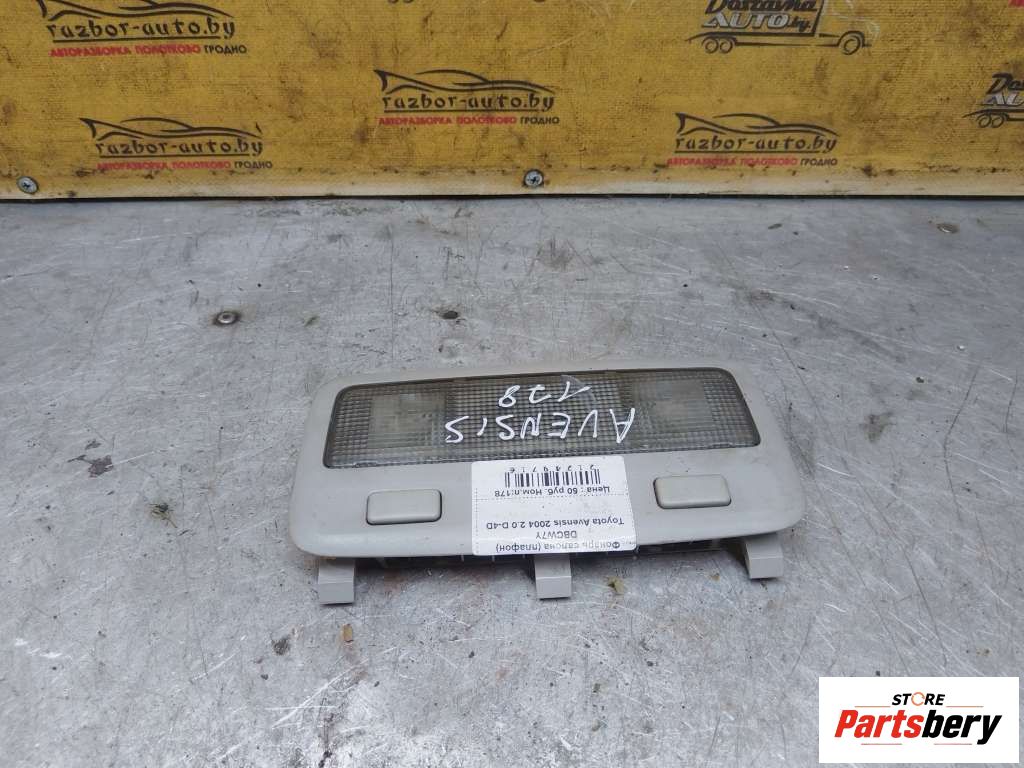 razbor-auto.by
АВТОРАЗБОРКА ПОЛОТКОВО ГРОДНО
Dostavka
AUTO.by
razbor-auto.by
АВТОРАЗБОРКА ПОЛОТКОВО ГРОДНО
razbor-auto.by
АВТОРАЗБОРКА ПОЛОТКОВО ГРОДНО
razbor-auto.by
АВТОРАЗБОРКА ПОЛОТКОВО ГРОДНО
AVENSIS
178
Фонарь салона (плафон)
DBCW7Y
Toyota Avensis 2004 2.0 D-4D
Цена : 50 руб. Ном.п:178
STORE
Partsbery